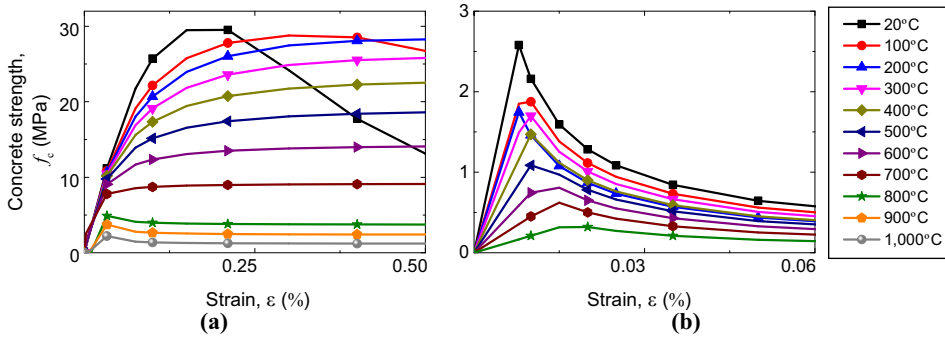 Concrete strength,
f_c (MPa)
30
20
10
0
0.25
0.50
Strain, ε (%)
(a)
3
2
1
0
0.03
0.06
Strain, ε (%)
(b)
20°C
100°C
200°C
300°C
400°C
500°C
600°C
700°C
800°C
900°C
1,000°C